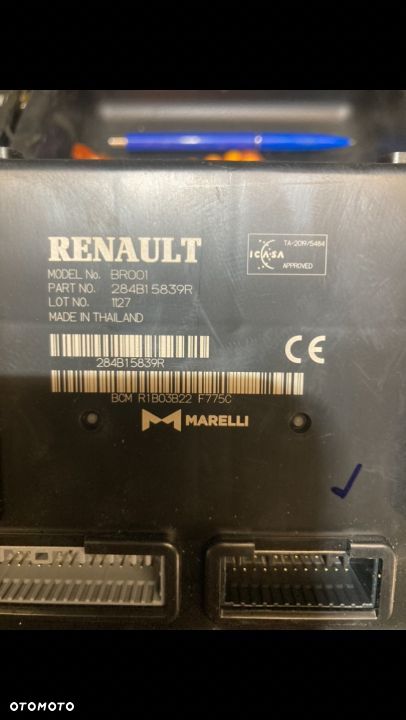 RENAULT
MODEL No. BR001
PART NO. 284B15839R
LOT NO. 1127
MADE IN THAILAND
TA-2019/5484
ICASA
APPROVED
284B15839R
CE
BCM R1B03B22 F775C
MARELLI
OTOMOTO